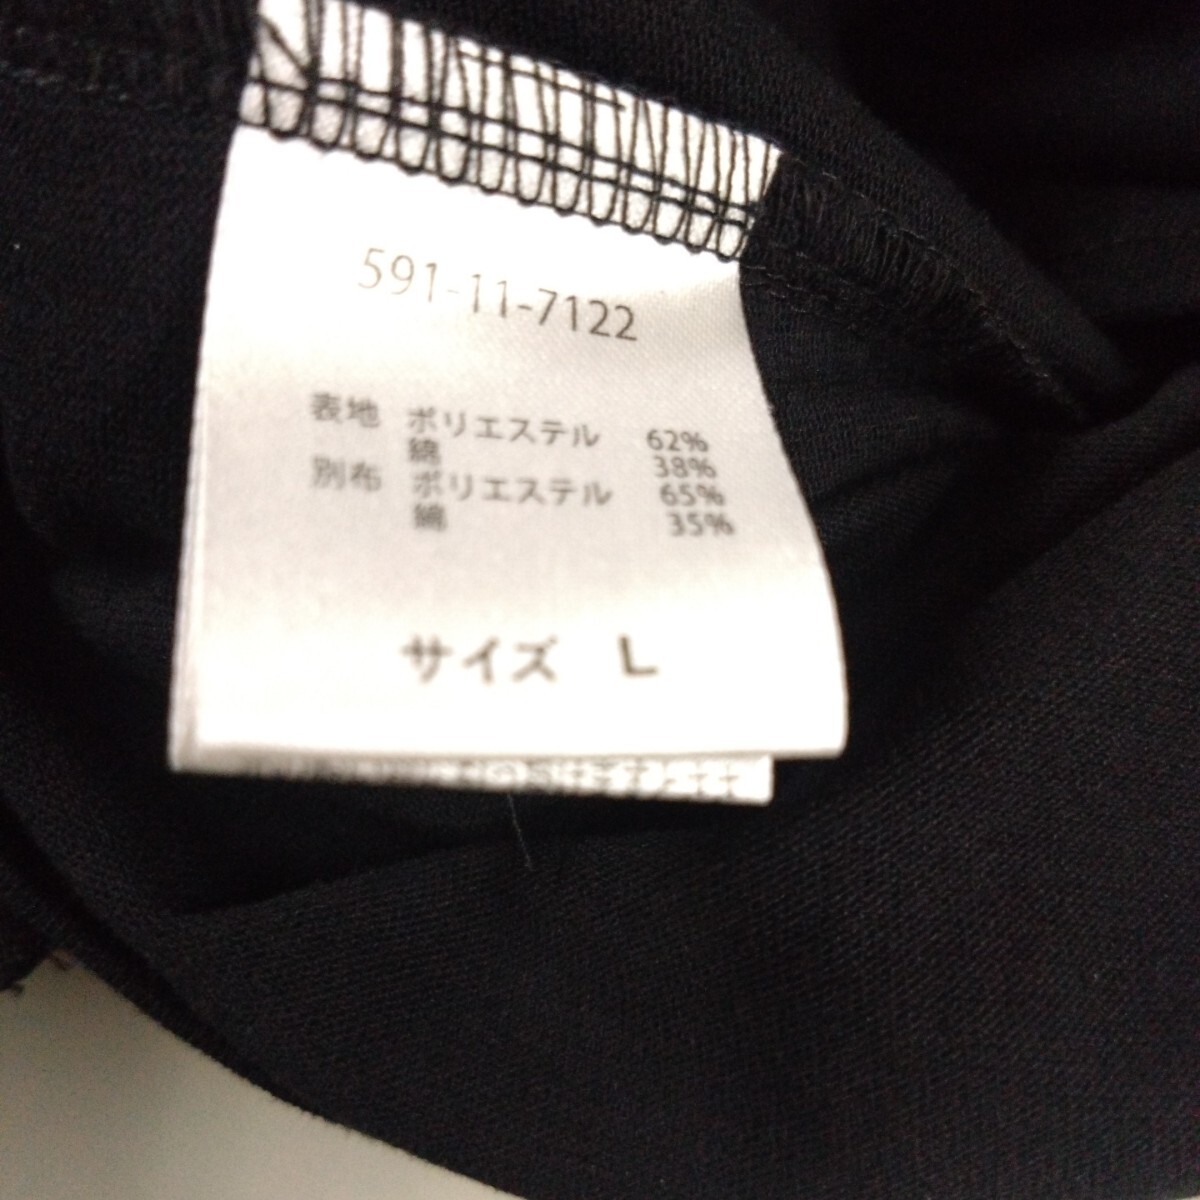 591-11-7122
表地 ポリエステル 62%
綿 38%
別布 ポリエステル 65%
綿 35%
サイズ L